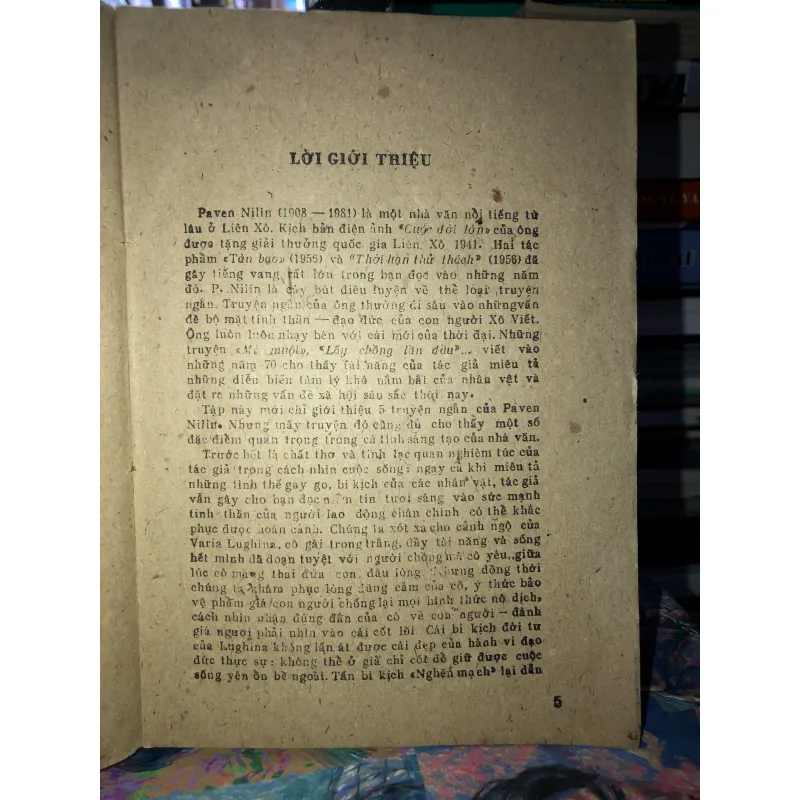 LỜI GIỚI THIỆU
Paven Nilin (1908 — 1981) là một nhà văn nổi tiếng từ
lâu ở Liên Xô. Kịch bản điện ảnh «Cuộc đời lớn» của ông
được tặng giải thưởng quốc gia Liên Xô 1941. Hai tác
phẩm «Tàn bạo» (1956) và "Thời hạn thử thách" (1956) đã
gây tiếng vang rất lớn trong bạn đọc vào những năm
đó. P. Nilin là cây bút điêu luyện về thể loại truyện
ngắn. Truyện ngắn của ông thường đi sâu vào nhữngvấn
đề bộ mặt tinh thần — đạo đức của con người Xô Viết.
Ông luôn luôn nhạy bén với cái mới của thời đại. Những
truyện «Mê muội», «Lấy chồng lần đầu»... viết vào
những năm 70 cho thấy tài năng của tác giả miêu tả
những diễn biến tâm lý khó nắm bắt của nhân vật và
đặt ra những vấn đề xã hội sâu sắc thời nay.
Tập này mới chỉ giới thiệu 5 truyện ngắn của Paven
Nilin. Nhưng mấy truyện đó cũng đủ cho thấy một số
đặc điểm quan trọng trong cá tính sáng tạo của nhà văn.
Trước hết là chất thơ và tính lạc quan nghiêm túc của
tác giả trong cách nhìn cuộc sống: ngay cả khi miêu tả
những tình thế gay go, bi kịch của các nhân vật, tác giả
vẫn gây cho bạn đọc niềm tin tươi sáng vào sức mạnh
tinh thần của người lao động chân chính có thể khắc
phục được hoàn cảnh. Chúng ta xót xa cho cảnh ngộ của
Varia Lughina, cô gái trong trắng, đầy tài năng và sống
hết mình đã đoạn tuyệt với người chồng mà cô yêu, giữa
lúc cô mang thai đứa con đầu lòng. Nhưng đồng thời
chúng ta khâm phục lòng dũng cảm của cô, ý thức bảo
vệ phẩm giá con người chống lại mọi hình thức nô dịch,
cách nhìn nhận đúng đắn của cô về con người — đánh
giá người phải nhìn vào cái cốt lõi. Cái bi kịch đời tư
của Lughina không lấn át được cái đẹp của hành vi đạo
đức thực sự: không thể ở giá chỉ cốt để giữ được cuộc
sống yên ổn bề ngoài. Tấn bi kịch «Nghẽn mạch» lại dẫn
5